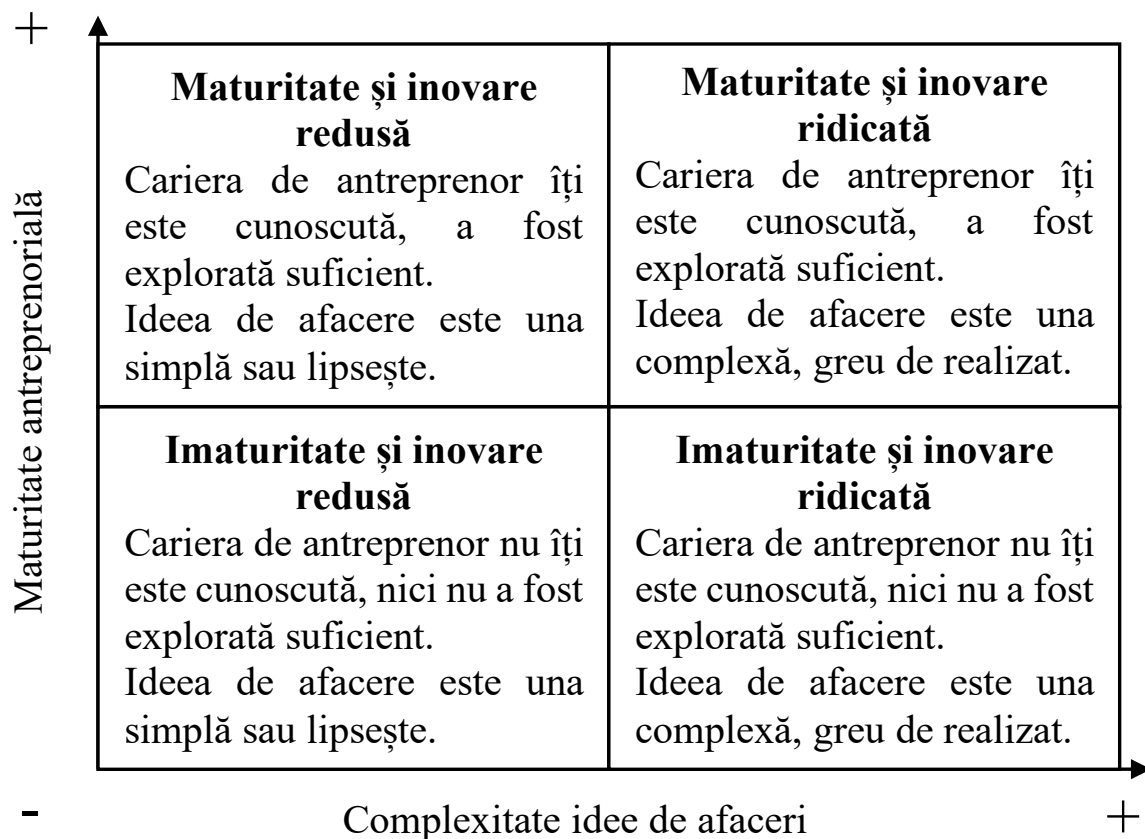 +
Maturitate antreprenorială
Maturitate și inovare
redusă
Cariera de antreprenor îți
este cunoscută, a fost
explorată suficient.
Ideea de afacere este una
simplă sau lipsește.
Maturitate și inovare
ridicată
Cariera de antreprenor îți
este cunoscută, a fost
explorată suficient.
Ideea de afacere este una
complexă, greu de realizat.
Imaturitate și inovare
redusă
Cariera de antreprenor nu îți
este cunoscută, nici nu a fost
explorată suficient.
Ideea de afacere este una
simplă sau lipsește.
Imaturitate și inovare
ridicată
Cariera de antreprenor nu îți
este cunoscută, nici nu a fost
explorată suficient.
Ideea de afacere este una
complexă, greu de realizat.
-
Complexitate idee de afaceri
+